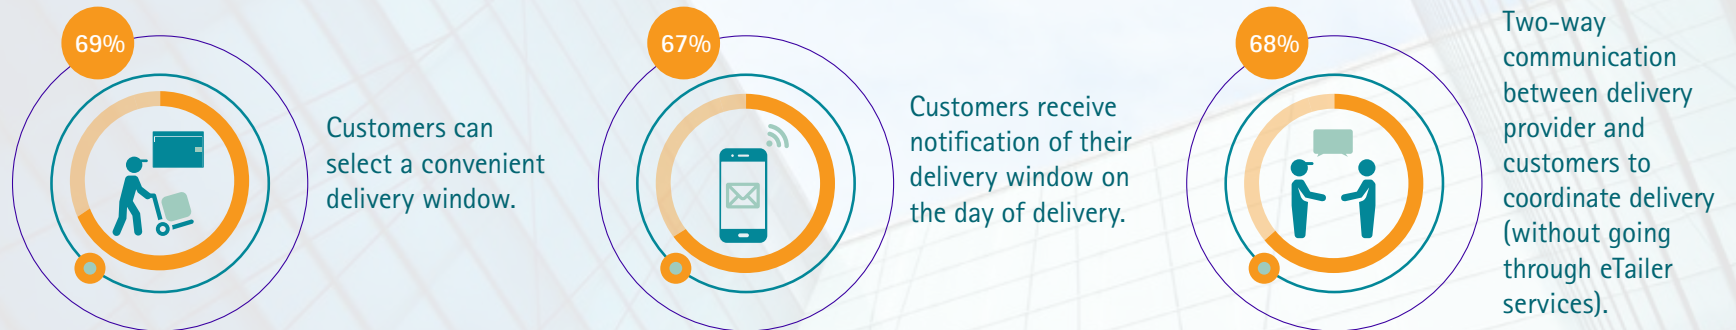 69%
Customers can
select a convenient
delivery window.
67%
Customers receive
notification of their
delivery window on
the day of delivery.
68%
Two-way
communication
between delivery
provider and
customers to
coordinate delivery
(without going
through eTailer
services).